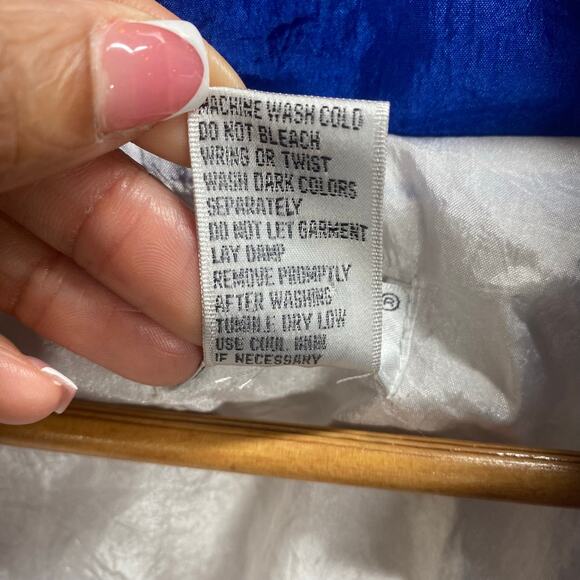 MACHINE WASH COLD
DO NOT BLEACH
WRING OR TWIST
WASH DARK COLORS
SEPARATELY
DO NOT LET GARMENT
LAY DAMP
REMOVE PROMPTLY
AFTER WASHING
TUMBLE DRY LOW
USE COOL IRON
IF NECESSARY
®